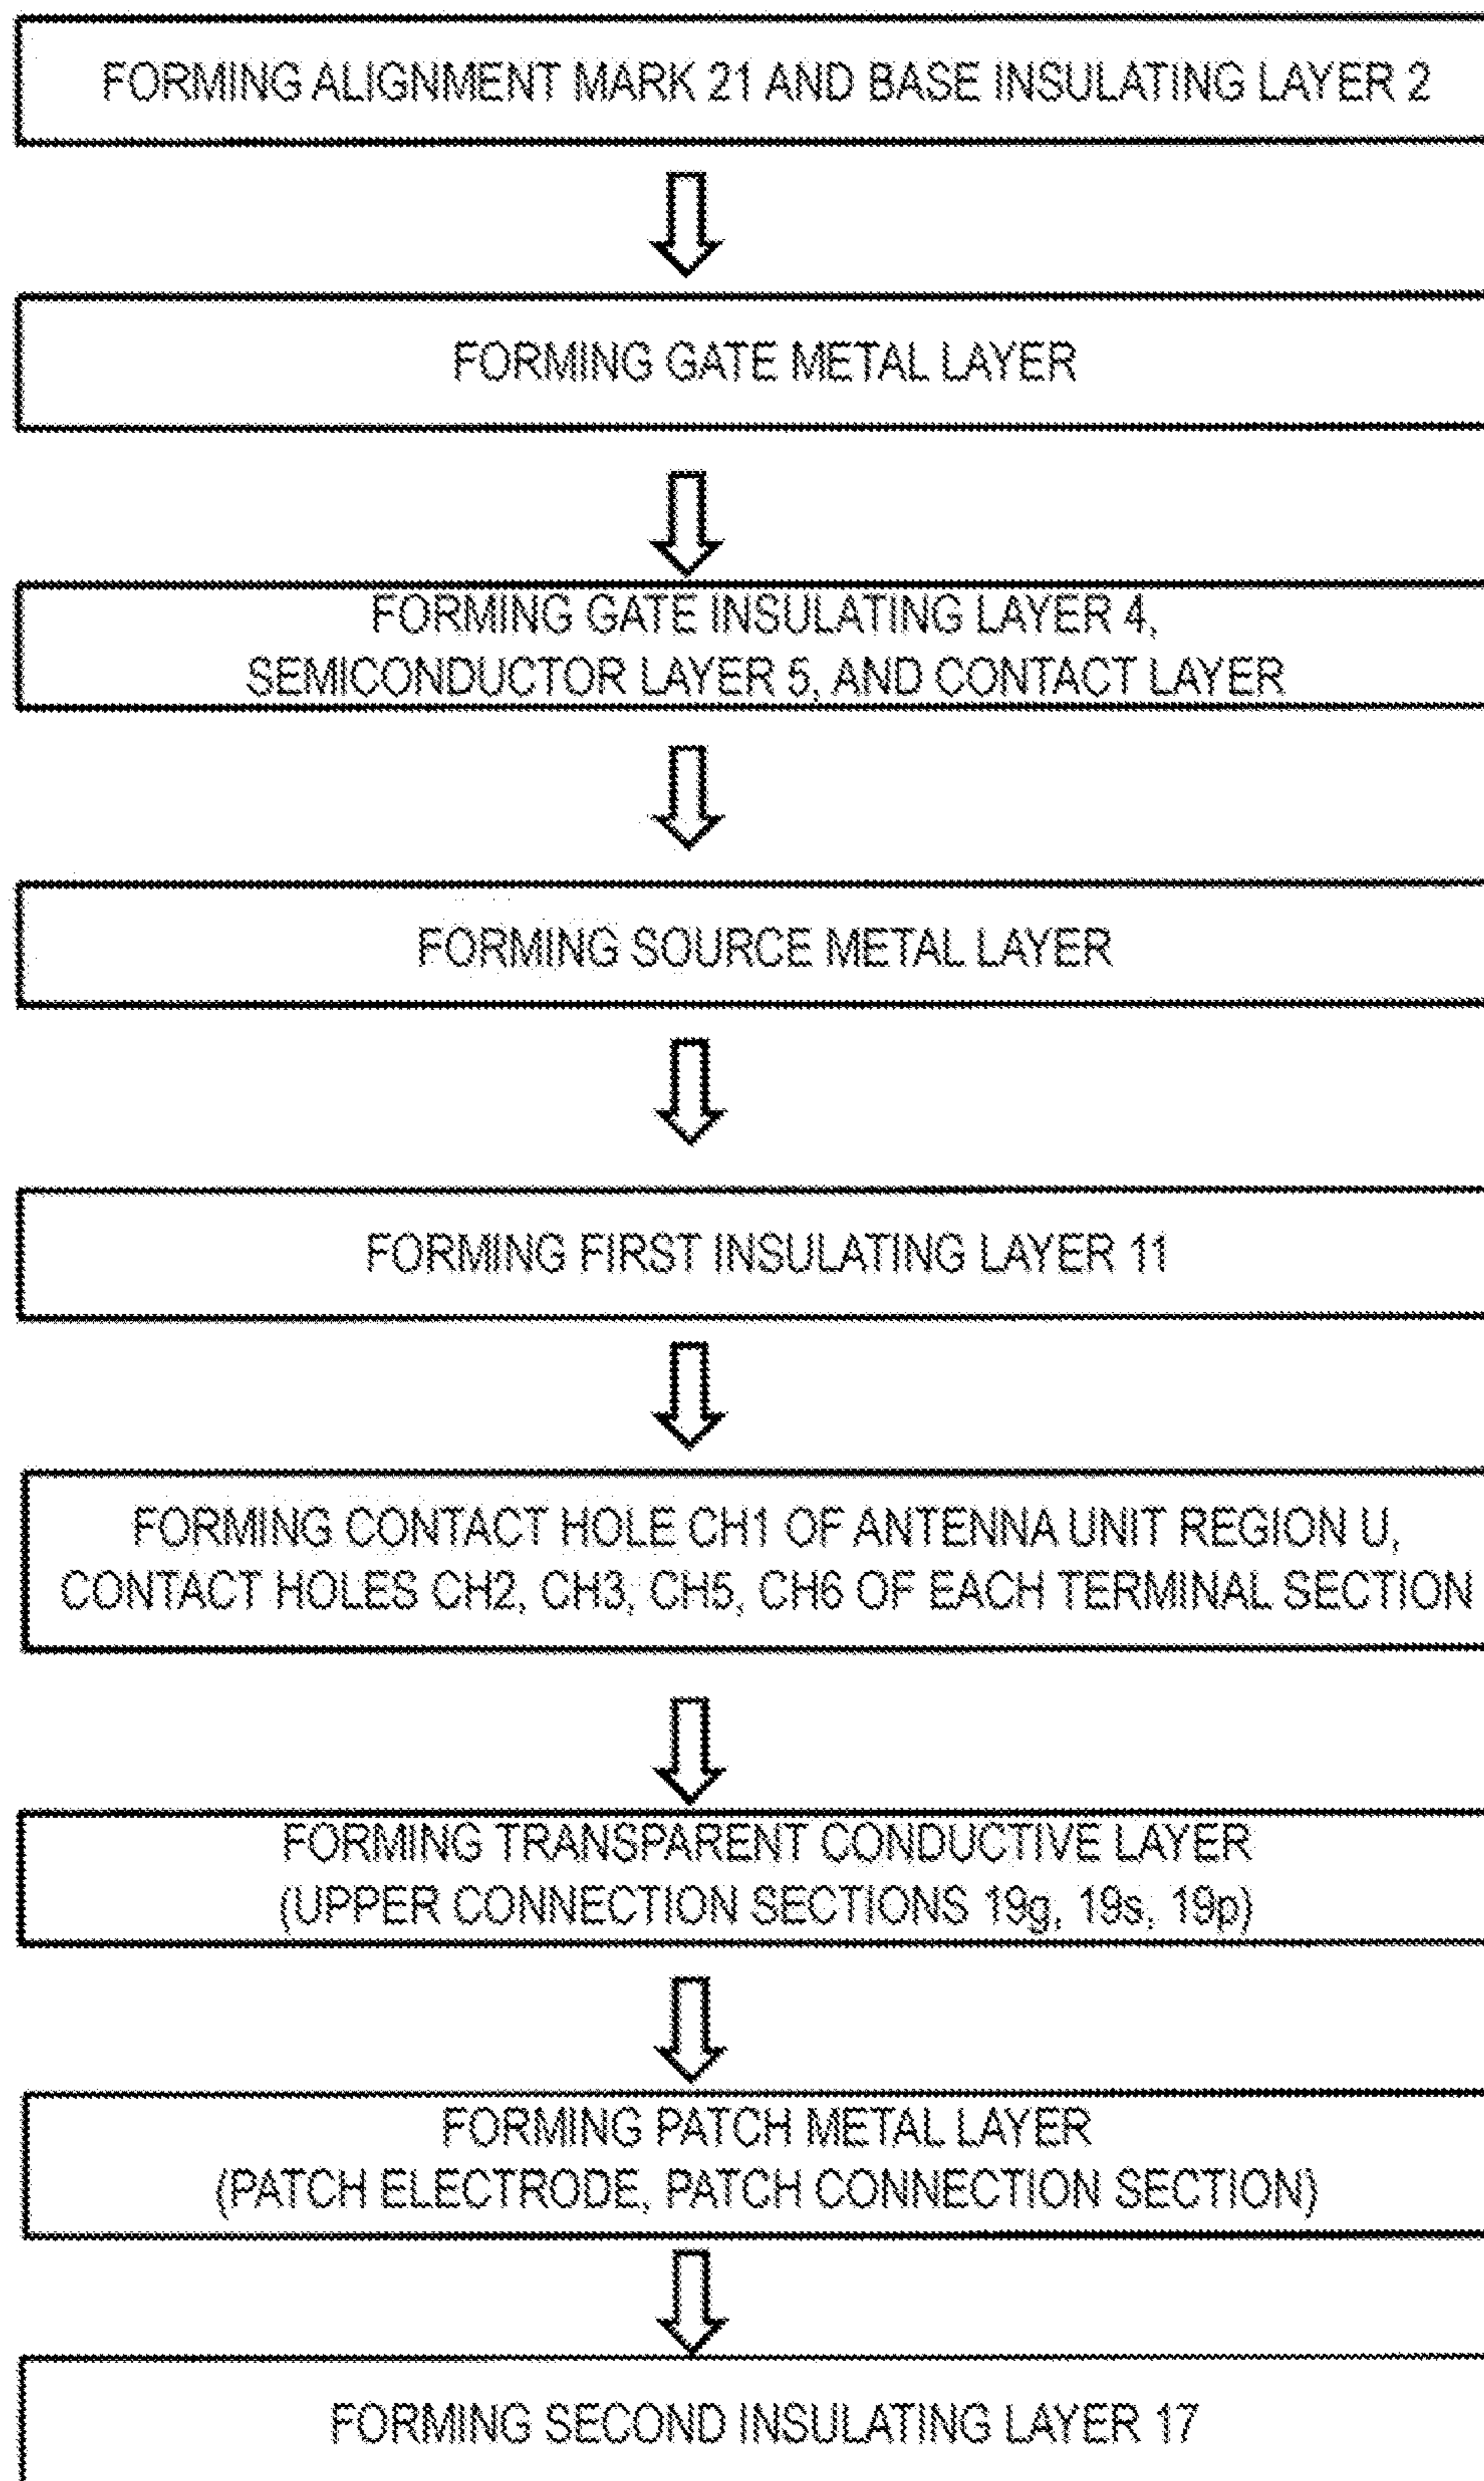 FORMING ALIGNMENT MARK 21 AND BASE INSULATING LAYER 2
FORMING GATE METAL LAYER
FORMING GATE INSULATING LAYER 4,
SEMICONDUCTOR LAYER 5, AND CONTACT LAYER
FORMING SOURCE METAL LAYER
FORMING FIRST INSULATING LAYER 11
FORMING CONTACT HOLE CH1 OF ANTENNA UNIT REGION U,
CONTACT HOLES CH2, CH3, CH5, CH6 OF EACH TERMINAL SECTION
FORMING TRANSPARENT CONDUCTIVE LAYER
(UPPER CONNECTION SECTIONS 19g, 19s, 19p)
FORMING PATCH METAL LAYER
(PATCH ELECTRODE, PATCH CONNECTION SECTION)
FORMING SECOND INSULATING LAYER 17